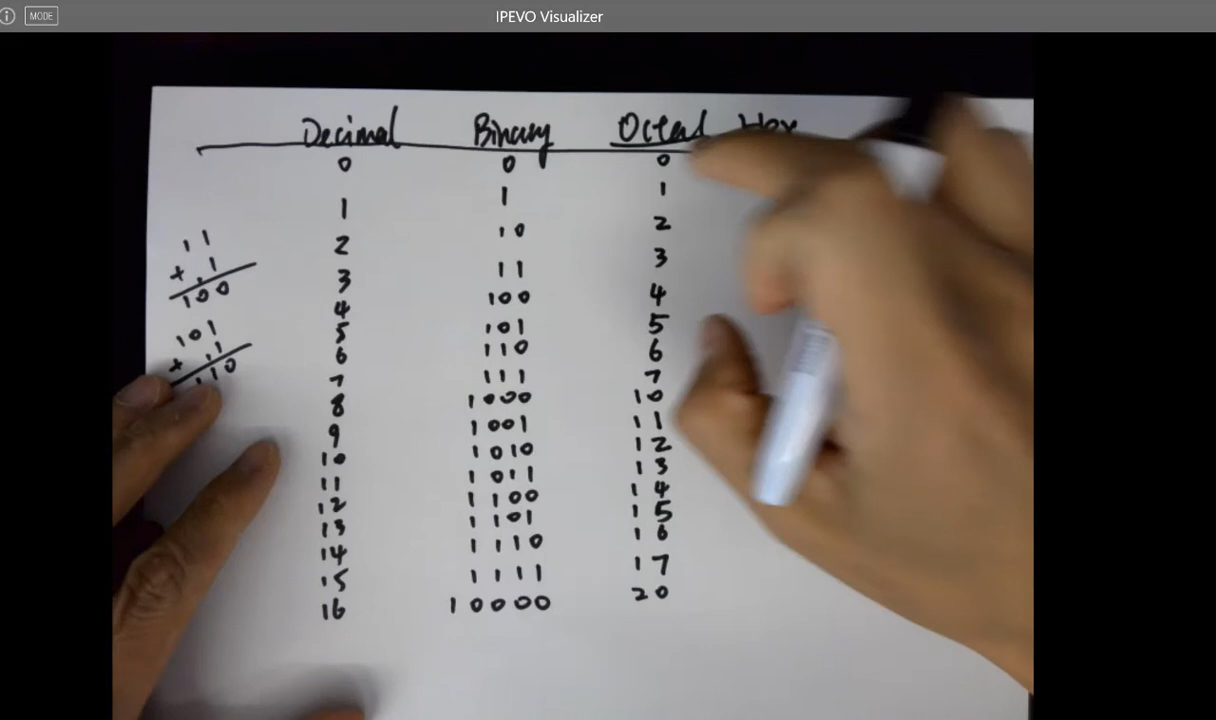 MODE IPEVO Visualizer
Decimal Binary Octal Hex
0 0 0
1 1 1
2 10 2
3 11 3
4 100 4
5 101 5
6 110 6
7 111 7
8 1000 10
9 1001 11
10 1010 12
11 1011 13
12 1100 14
13 1101 15
14 1110 16
15 1111 17
16 10000 20
11
+ 1
100
101
+ 1
110